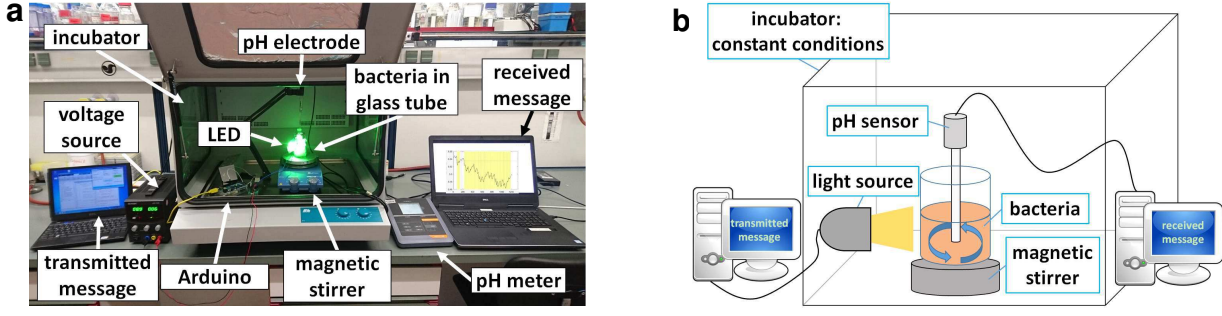 a
incubator
pH electrode
bacteria in
glass tube
received
message
voltage
source
LED
transmitted
message
Arduino
magnetic
stirrer
pH meter
b
incubator:
constant conditions
pH sensor
light source
bacteria
transmitted
message
received
message
magnetic
stirrer